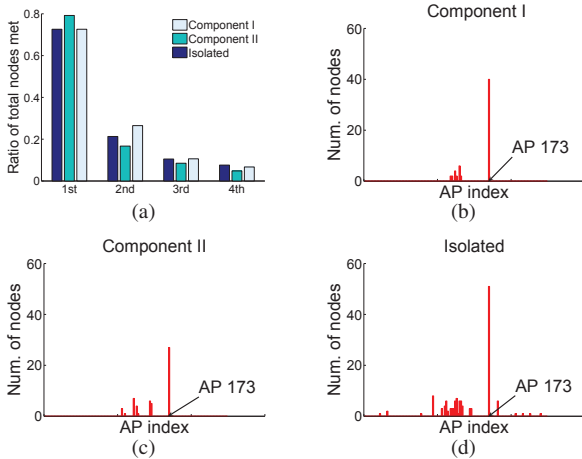 Ratio of total nodes met
0.8
0.6
0.4
0.2
0
1st 2nd 3rd 4th
Component I
Component II
Isolated
(a)
Component I
Num. of nodes
60
40
20
0
AP 173
AP index
(b)
Component II
Num. of nodes
60
40
20
0
AP 173
AP index
(c)
Isolated
Num. of nodes
60
40
20
0
AP 173
AP index
(d)